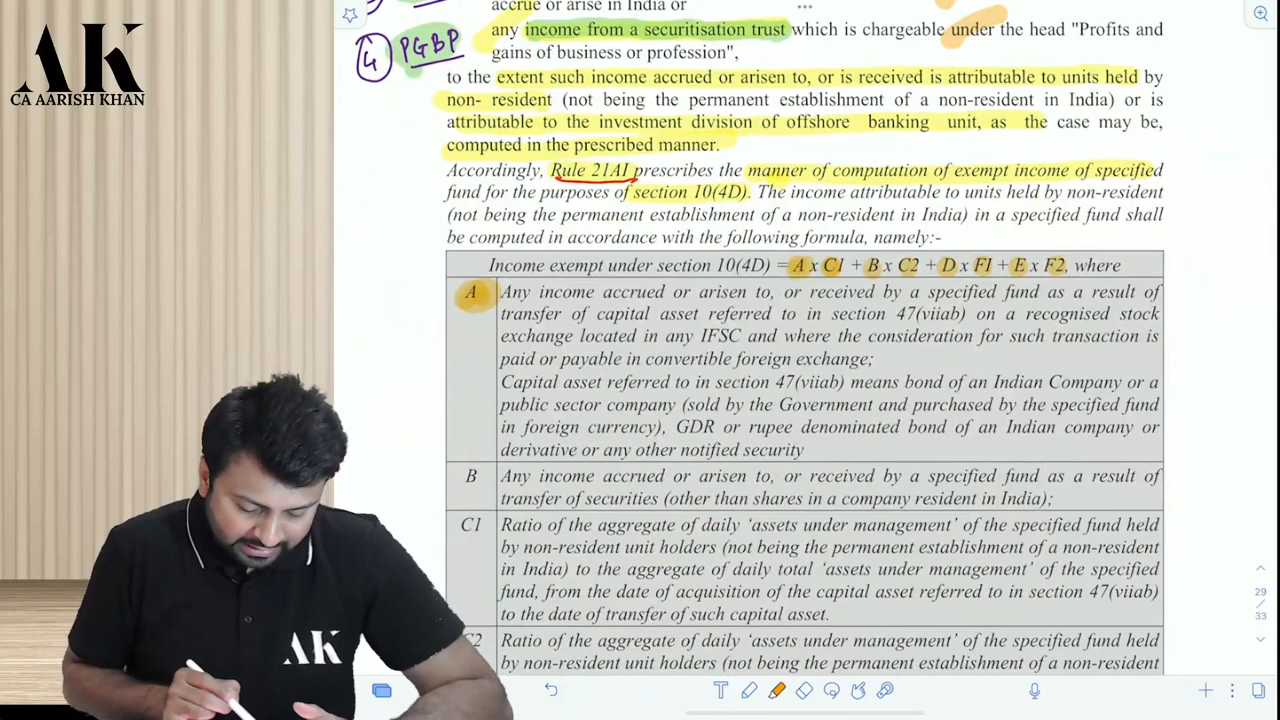 AK
CA AARISH KHAN
accrue or arise in India or
④ PGBP
any income from a securitisation trust which is chargeable under the head "Profits and
gains of business or profession",
to the extent such income accrued or arisen to, or is received is attributable to units held by
non- resident (not being the permanent establishment of a non-resident in India) or is
attributable to the investment division of offshore banking unit, as the case may be,
computed in the prescribed manner.
Accordingly, Rule 21AI prescribes the manner of computation of exempt income of specified
fund for the purposes of section 10(4D). The income attributable to units held by non-resident
(not being the permanent establishment of a non-resident in India) in a specified fund shall
be computed in accordance with the following formula, namely:-
Income exempt under section 10(4D) = A x C1 + B x C2 + D x F1 + E x F2, where
A Any income accrued or arisen to, or received by a specified fund as a result of
transfer of capital asset referred to in section 47(viiab) on a recognised stock
exchange located in any IFSC and where the consideration for such transaction is
paid or payable in convertible foreign exchange;
Capital asset referred to in section 47(viiab) means bond of an Indian Company or a
public sector company (sold by the Government and purchased by the specified fund
in foreign currency), GDR or rupee denominated bond of an Indian company or
derivative or any other notified security
B Any income accrued or arisen to, or received by a specified fund as a result of
transfer of securities (other than shares in a company resident in India);
C1 Ratio of the aggregate of daily ‘assets under management’ of the specified fund held
by non-resident unit holders (not being the permanent establishment of a non-resident
in India) to the aggregate of daily total ‘assets under management’ of the specified
fund, from the date of acquisition of the capital asset referred to in section 47(viiab)
to the date of transfer of such capital asset.
C2 Ratio of the aggregate of daily ‘assets under management’ of the specified fund held
by non-resident unit holders (not being the permanent establishment of a non-resident
29
/
33
AK